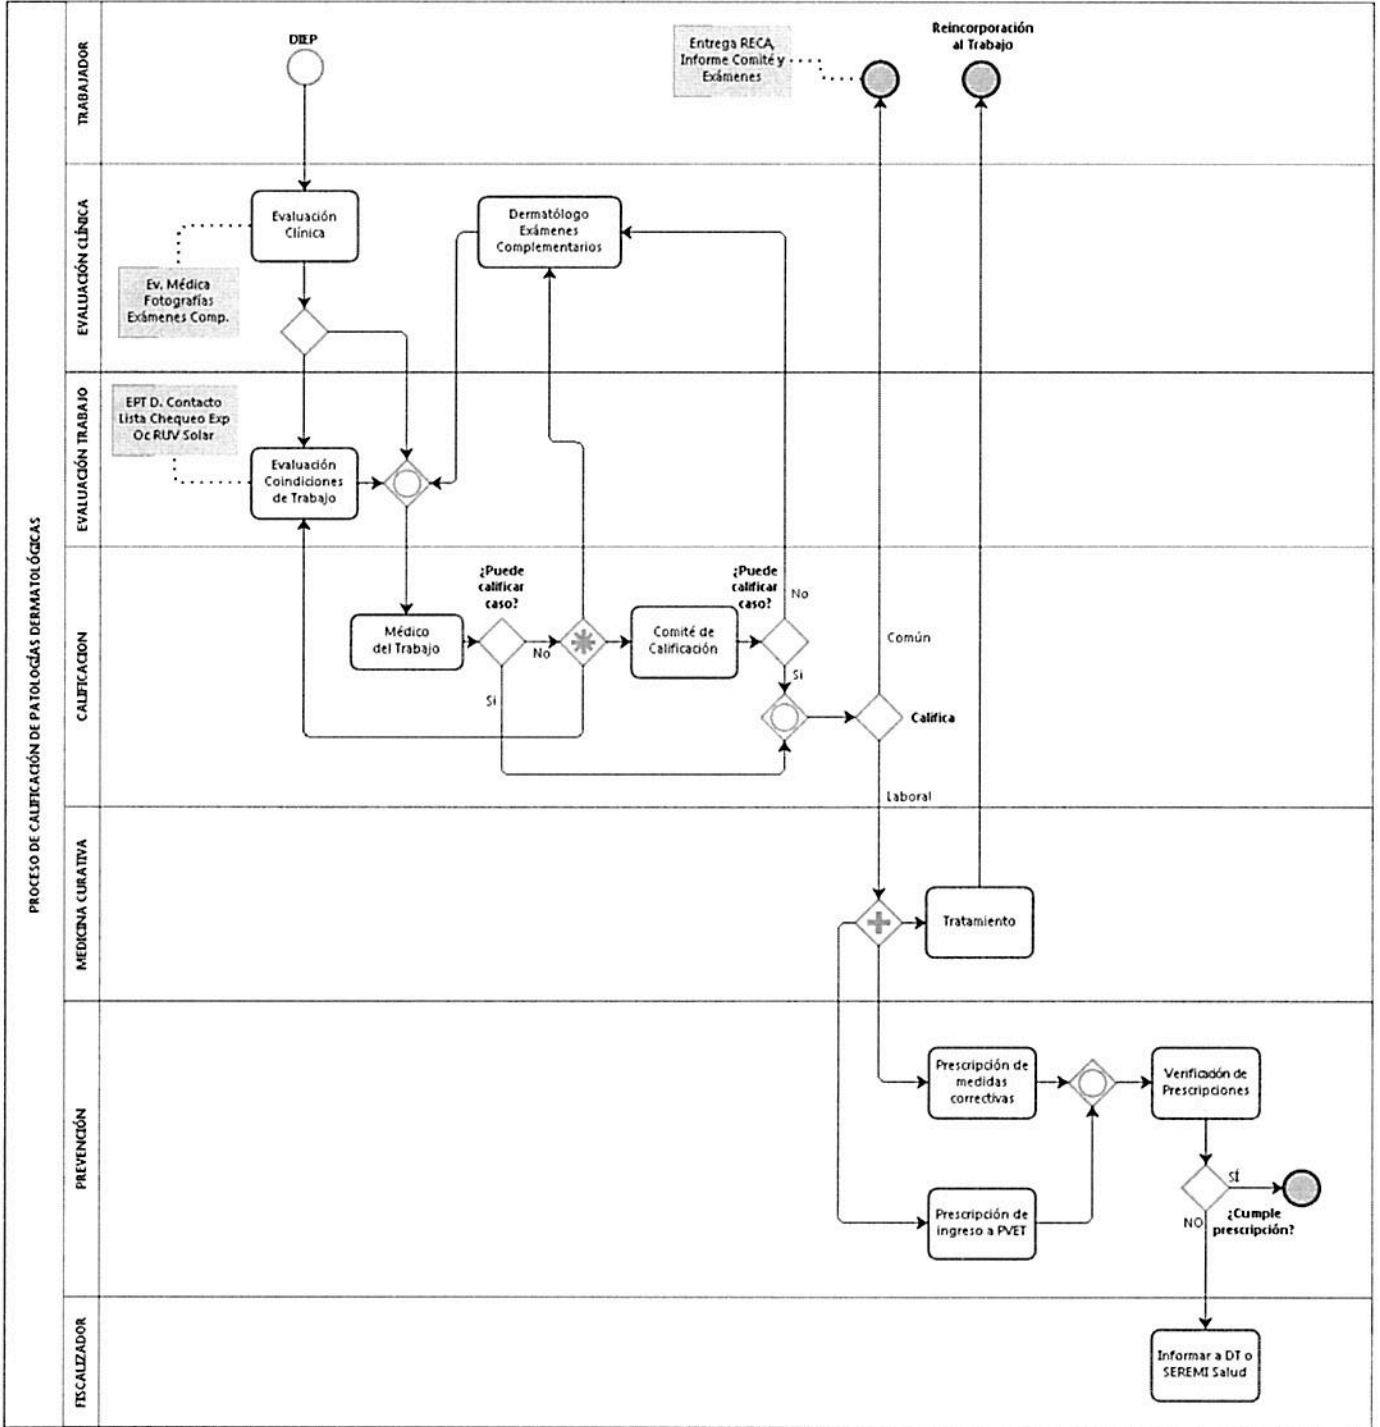 PROCESO DE CALIFICACIÓN DE PATOLOGÍAS DERMATOLÓGICAS
TRABAJADOR
DIEP
Entrega RECA,
Informe Comité y
Exámenes
Reincorporación
al Trabajo
EVALUACIÓN CLÍNICA
Evaluación
Clínica
Dermatólogo
Exámenes
Complementarios
Ev. Médica
Fotografías
Exámenes Comp.
EVALUACIÓN TRABAJO
EPT D. Contacto
Lista Chequeo Exp
Oc RUV Solar
Evaluación
Coindiciones
de Trabajo
CALIFICACION
Médico
del Trabajo
¿Puede
calificar
caso?
No
Si
Comité de
Calificación
¿Puede
calificar
caso?
No
Si
Común
Califica
Laboral
MEDICINA CURATIVA
Tratamiento
PREVENCIÓN
Prescripción de
medidas
correctivas
Verificación de
Prescripciones
Prescripción de
ingreso a PVET
SÍ
¿Cumple
prescripción?
NO
FISCALIZADOR
Informar a DT o
SEREMI Salud